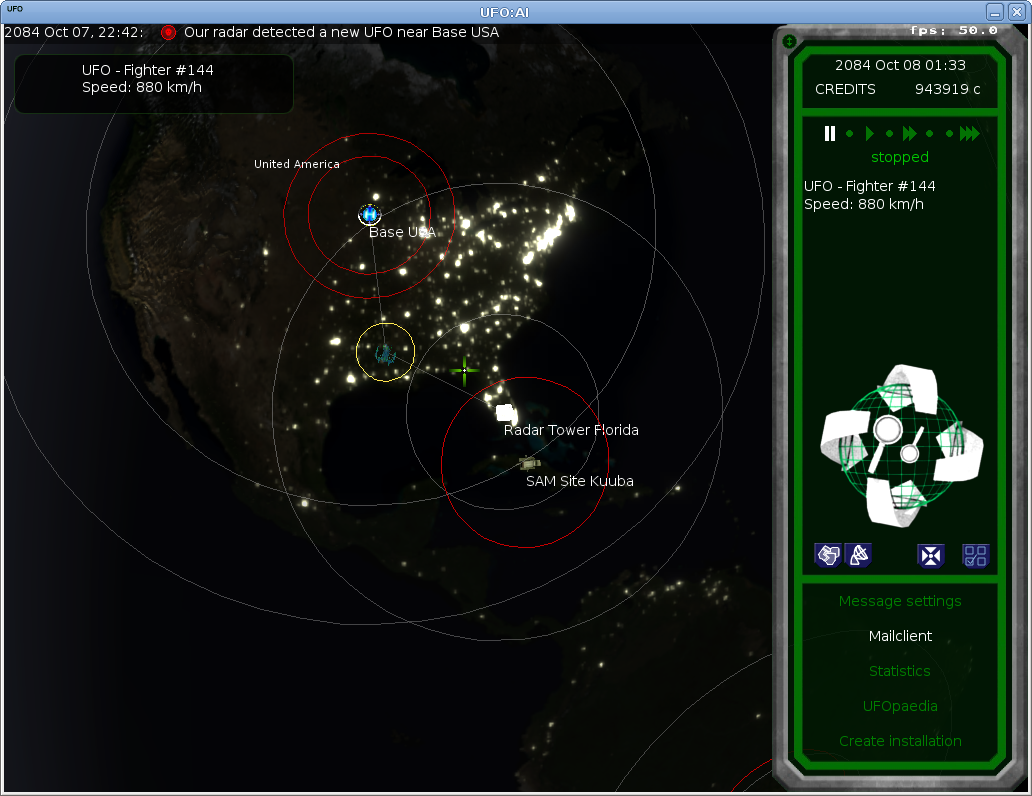 UFO
UFO:AI
2084 Oct 07, 22:42: Our radar detected a new UFO near Base USA
fps: 50.0
UFO - Fighter #144
Speed: 880 km/h
2084 Oct 08 01:33
CREDITS 943919 c
stopped
UFO - Fighter #144
Speed: 880 km/h
United America
Base USA
Radar Tower Florida
SAM Site Kuuba
Message settings
Mailclient
Statistics
UFOpaedia
Create installation